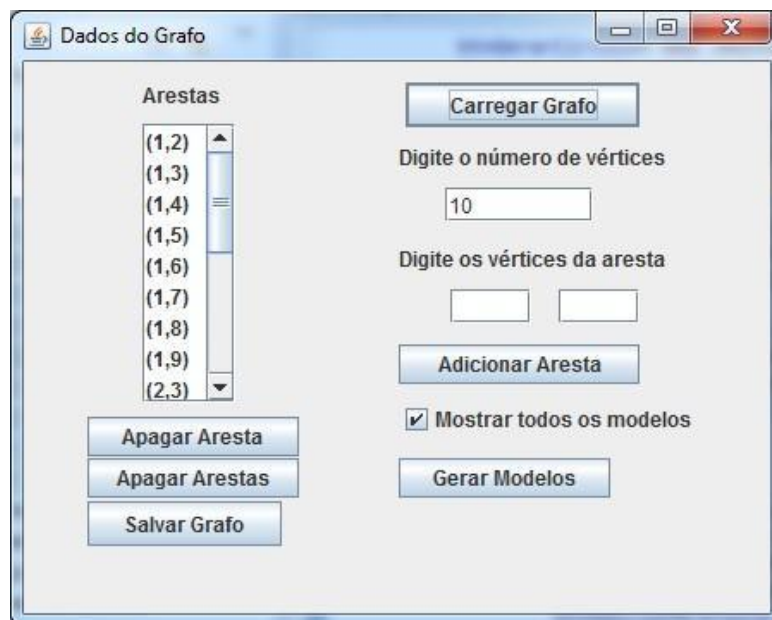 Dados do Grafo
Arestas
(1,2)
(1,3)
(1,4)
(1,5)
(1,6)
(1,7)
(1,8)
(1,9)
(2,3)
Apagar Aresta
Apagar Arestas
Salvar Grafo
Carregar Grafo
Digite o número de vértices
10
Digite os vértices da aresta
Adicionar Aresta
Mostrar todos os modelos
Gerar Modelos